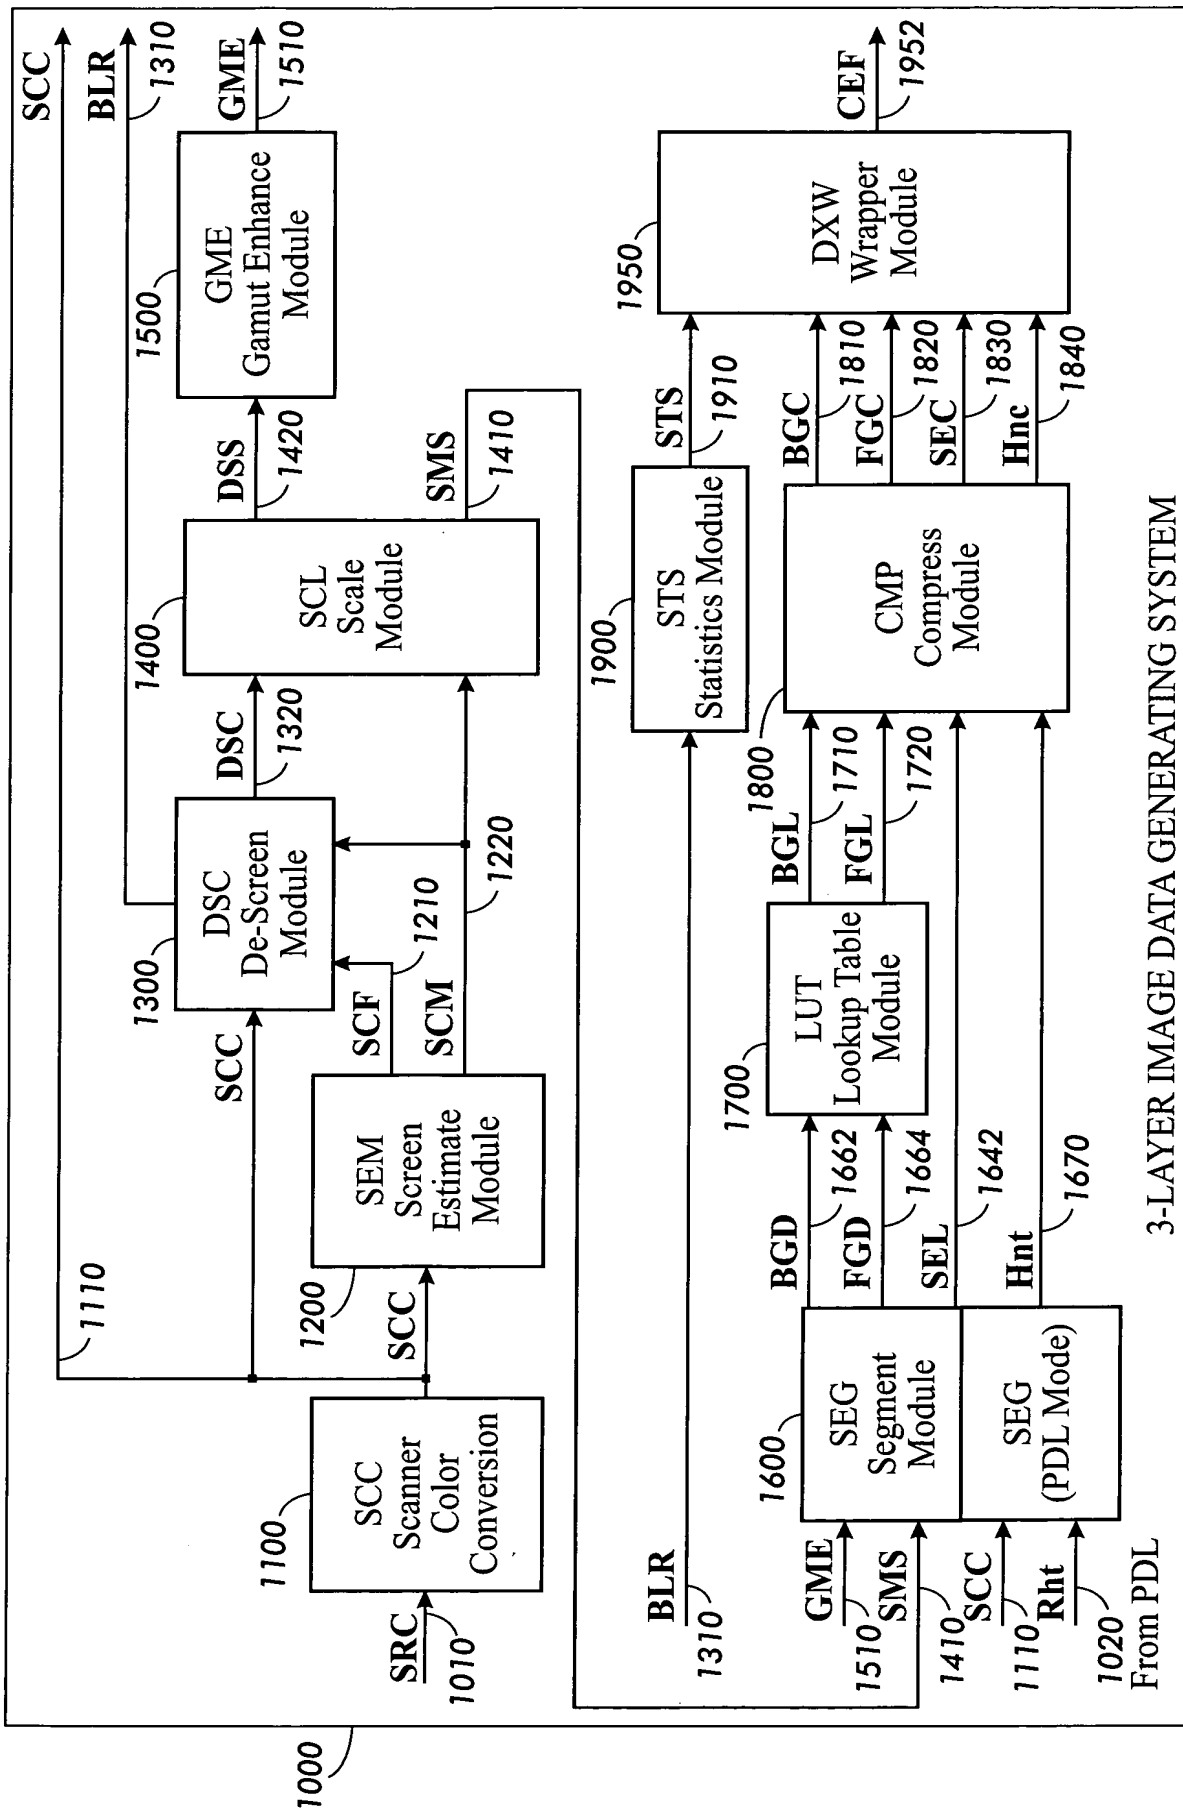 1000
SRC
1010
1100
SCC
Scanner
Color
Conversion
1110
SCC
1200
SEM
Screen
Estimate
Module
SCC
SCF
1210
SCM
1220
1300
DSC
De-Screen
Module
DSC
1320
1400
SCL
Scale
Module
DSS
1420
SMS
1410
1500
GME
Gamut Enhance
Module
SCC
BLR
1310
GME
1510
BLR
1310
1900
STS
Statistics Module
STS
1910
GME
1510
SMS
1410
SCC
1110
Rht
1020
From PDL
1600
SEG
Segment
Module
SEG
(PDL Mode)
BGD
1662
FGD
1664
SEL
1642
Hnt
1670
1700
LUT
Lookup Table
Module
BGL
1710
FGL
1720
1800
CMP
Compress
Module
BGC
1810
FGC
1820
SEC
1830
Hnc
1840
1950
DXW
Wrapper
Module
CEF
1952
3-LAYER IMAGE DATA GENERATING SYSTEM